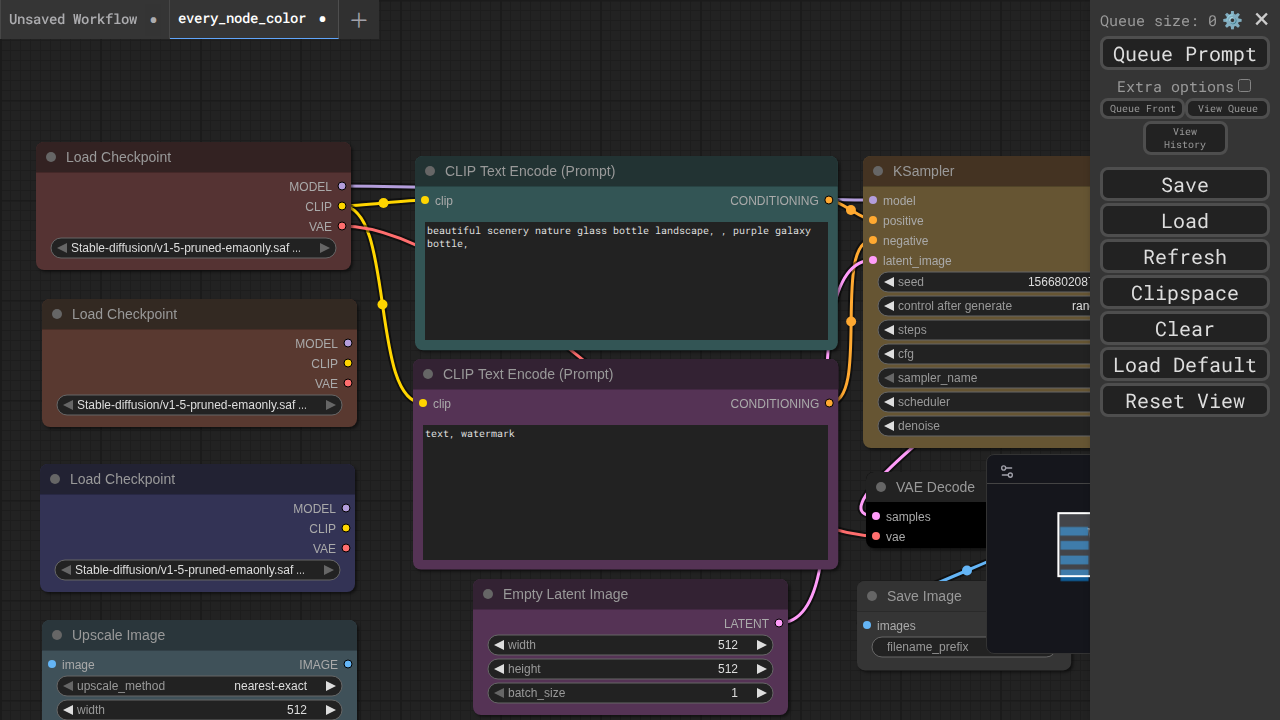 Unsaved Workflow
every_node_color
Queue size: 0
Queue Prompt
Extra options
Queue Front
View Queue
View
History
Save
Load
Refresh
Clipspace
Clear
Load Default
Reset View
Load Checkpoint
MODEL
CLIP
VAE
Stable-diffusion/v1-5-pruned-emaonly.saf ...
Load Checkpoint
MODEL
CLIP
VAE
Stable-diffusion/v1-5-pruned-emaonly.saf ...
Load Checkpoint
MODEL
CLIP
VAE
Stable-diffusion/v1-5-pruned-emaonly.saf ...
Upscale Image
image IMAGE
upscale_method nearest-exact
width 512
CLIP Text Encode (Prompt)
clip CONDITIONING
beautiful scenery nature glass bottle landscape, , purple galaxy
bottle,
CLIP Text Encode (Prompt)
clip CONDITIONING
text, watermark
Empty Latent Image
LATENT
width 512
height 512
batch_size 1
KSampler
model
positive
negative
latent_image
seed 156680208
control after generate ran
steps
cfg
sampler_name
scheduler
denoise
VAE Decode
samples
vae
Save Image
images
filename_prefix